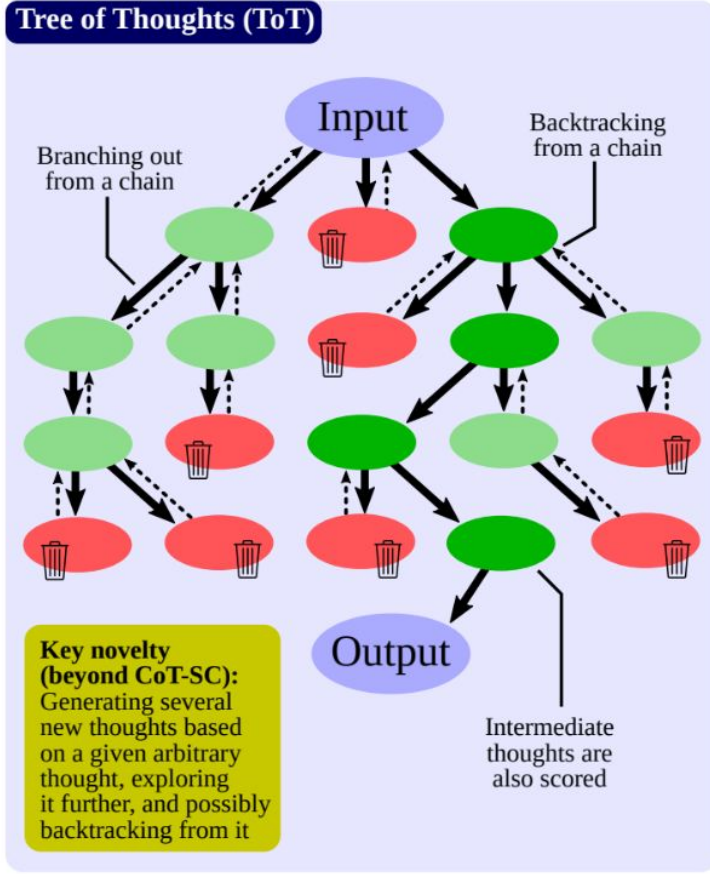 Tree of Thoughts (ToT)
Input
Branching out
from a chain
Backtracking
from a chain
Output
Key novelty
(beyond CoT-SC):
Generating several
new thoughts based
on a given arbitrary
thought, exploring
it further, and possibly
backtracking from it
Intermediate
thoughts are
also scored